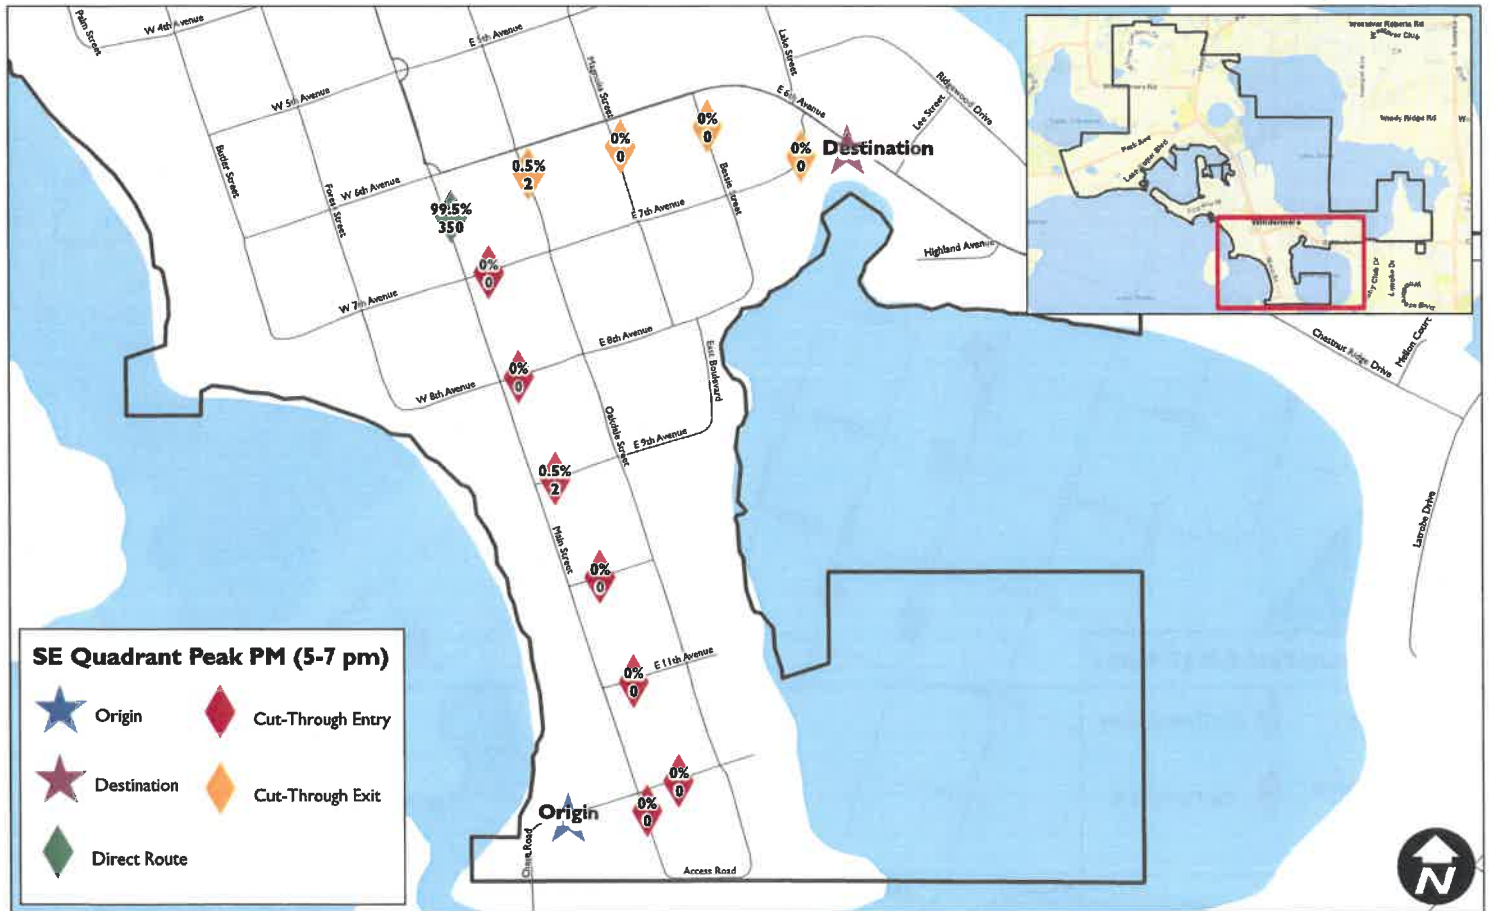 Palm Street
W 4th Avenue
E 5th Avenue
Magnolia Street
Lake Street
Ridgewood Drive
W 5th Avenue
E 6th Avenue
Lee Street
Butler Street
Forest Street
W 6th Avenue
0.5%
2
0%
0
0%
0
0%
0
Destination
99.5%
350
Bessie Street
E 7th Avenue
Highland Avenue
0%
0
W 7th Avenue
E 8th Avenue
East Boulevard
0%
0
W 8th Avenue
Oakdale Street
E 9th Avenue
0.5%
2
Main Street
0%
0
E 11th Avenue
0%
0
0%
0
0%
0
Origin
Chase Road
Access Road
Chestnut Ridge Drive
Mellon Court
Latrobe Drive
Park Ave
Windermere
Woody Ridge Rd
SE Quadrant Peak PM (5-7 pm)
Origin
Cut-Through Entry
Destination
Cut-Through Exit
Direct Route
N